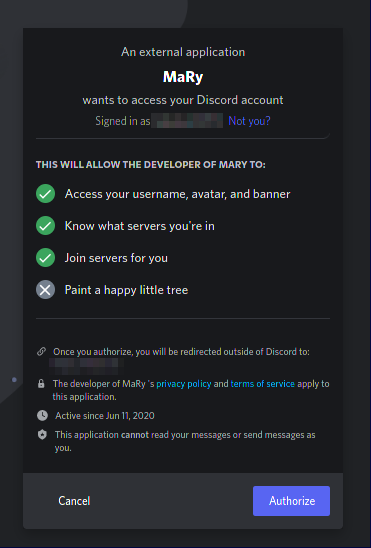 An external application
MaRy
wants to access your Discord account
Signed in as Not you?
THIS WILL ALLOW THE DEVELOPER OF MARY TO:
Access your username, avatar, and banner
Know what servers you're in
Join servers for you
Paint a happy little tree
Once you authorize, you will be redirected outside of Discord to:
The developer of MaRy 's privacy policy and terms of service apply to
this application.
Active since Jun 11, 2020
This application cannot read your messages or send messages as
you.
Cancel
Authorize